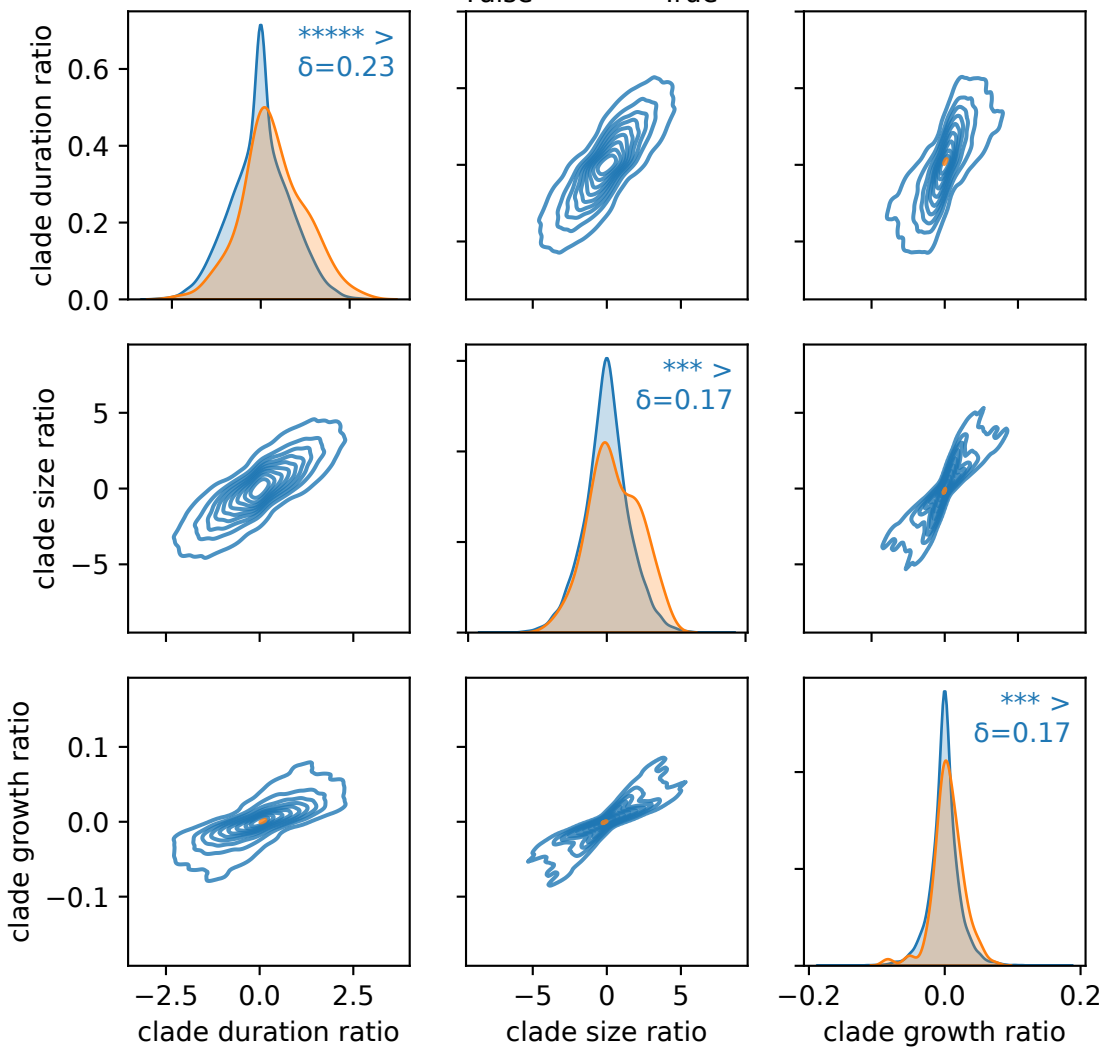 clade duration ratio
0.6
0.4
0.2
0.0
***** >
δ=0.23
clade size ratio
5
0
−5
*** >
δ=0.17
clade growth ratio
0.1
0.0
−0.1
*** >
δ=0.17
−2.5 0.0 2.5
−5 0 5
−0.2 0.0 0.2
clade duration ratio
clade size ratio
clade growth ratio